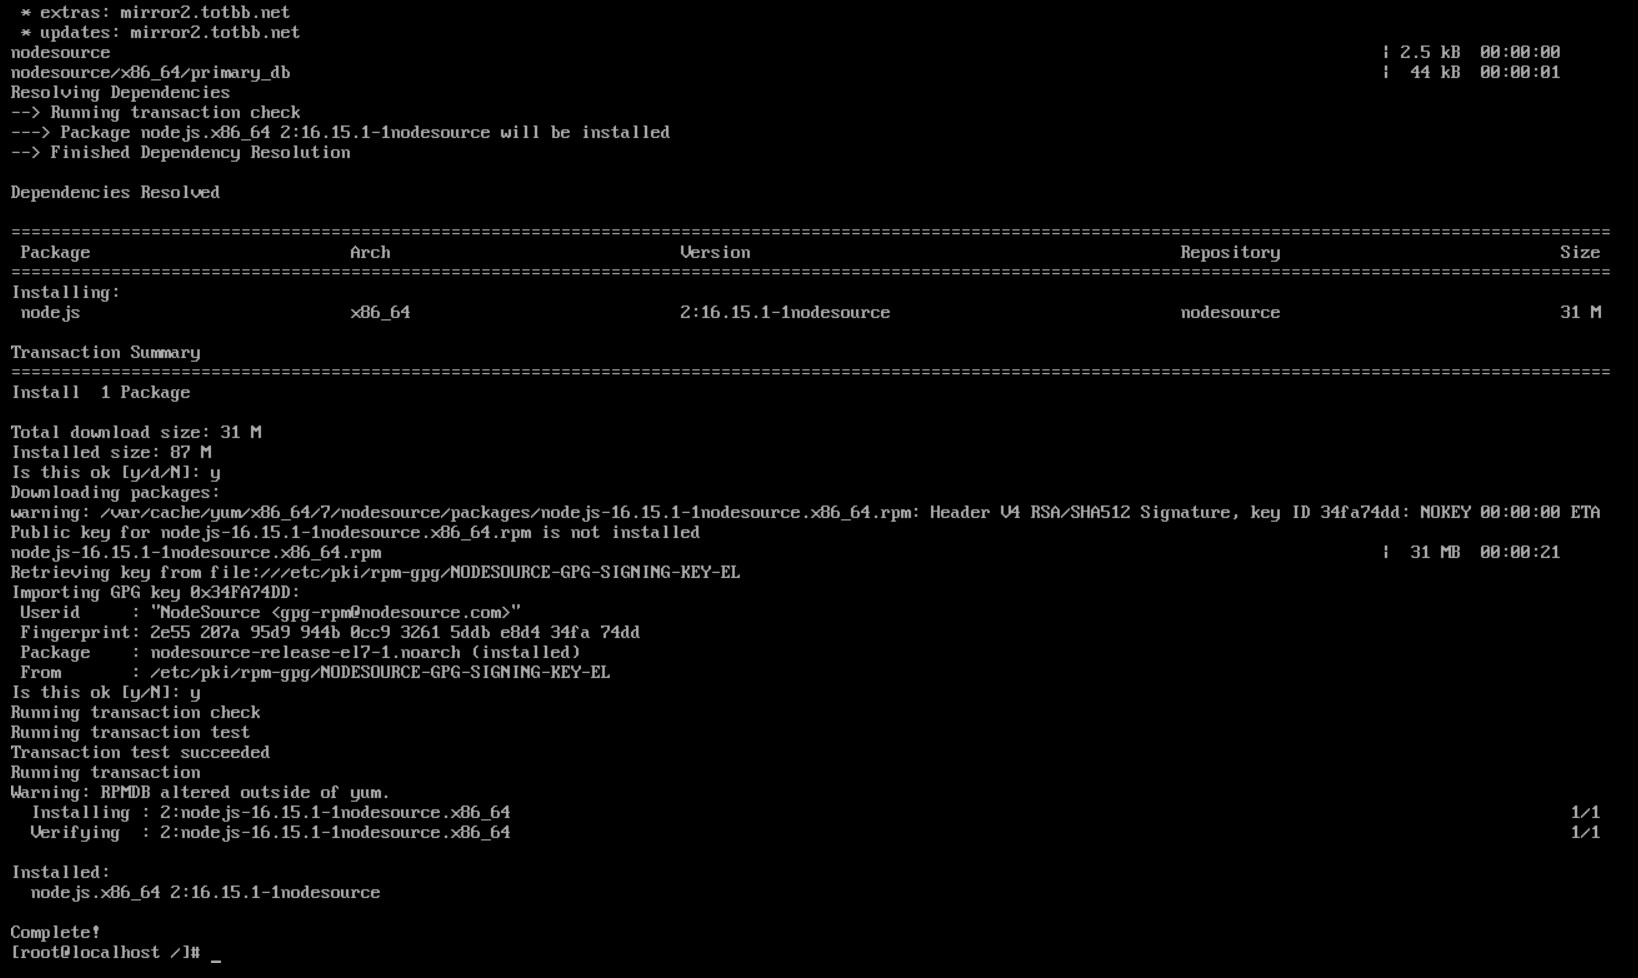 * extras: mirror2.totbb.net
* updates: mirror2.totbb.net
nodesource | 2.5 kB 00:00:00
nodesource/x86_64/primary_db | 44 kB 00:00:01
Resolving Dependencies
--> Running transaction check
---> Package nodejs.x86_64 2:16.15.1-1nodesource will be installed
--> Finished Dependency Resolution
Dependencies Resolved
================================================================================
Package Arch Version Repository Size
================================================================================
Installing:
nodejs x86_64 2:16.15.1-1nodesource nodesource 31 M
Transaction Summary
================================================================================
Install 1 Package
Total download size: 31 M
Installed size: 87 M
Is this ok [y/d/N]: y
Downloading packages:
warning: /var/cache/yum/x86_64/7/nodesource/packages/nodejs-16.15.1-1nodesource.x86_64.rpm: Header V4 RSA/SHA512 Signature, key ID 34fa74dd: NOKEY 00:00:00 ETA
Public key for nodejs-16.15.1-1nodesource.x86_64.rpm is not installed
nodejs-16.15.1-1nodesource.x86_64.rpm | 31 MB 00:00:21
Retrieving key from file:///etc/pki/rpm-gpg/NODESOURCE-GPG-SIGNING-KEY-EL
Importing GPG key 0x34FA74DD:
Userid : "NodeSource <gpg-rpm@nodesource.com>"
Fingerprint: 2e55 207a 95d9 944b 0cc9 3261 5ddb e8d4 34fa 74dd
Package : nodesource-release-el7-1.noarch (installed)
From : /etc/pki/rpm-gpg/NODESOURCE-GPG-SIGNING-KEY-EL
Is this ok [y/N]: y
Running transaction check
Running transaction test
Transaction test succeeded
Running transaction
Warning: RPMDB altered outside of yum.
Installing : 2:nodejs-16.15.1-1nodesource.x86_64 1/1
Verifying : 2:nodejs-16.15.1-1nodesource.x86_64 1/1
Installed:
nodejs.x86_64 2:16.15.1-1nodesource
Complete!
[root@localhost /]# _